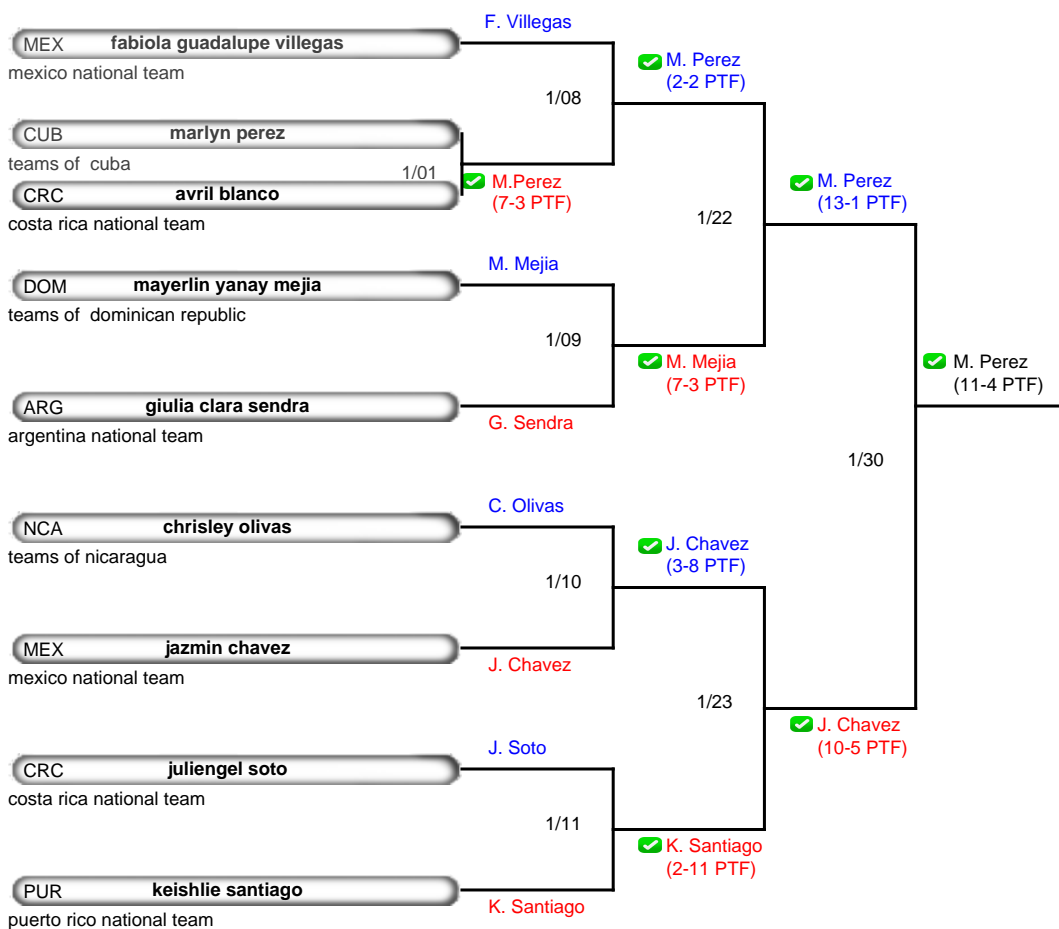 F. Villegas
MEX fabiola guadalupe villegas
mexico national team
M. Perez
(2-2 PTF)
1/08
CUB marlyn perez
teams of  cuba
1/01
M.Perez
(7-3 PTF)
CRC avril blanco
costa rica national team
M. Perez
(13-1 PTF)
1/22
M. Mejia
DOM mayerlin yanay mejia
teams of  dominican republic
1/09
M. Mejia
(7-3 PTF)
M. Perez
(11-4 PTF)
ARG giulia clara sendra
argentina national team
G. Sendra
1/30
C. Olivas
NCA chrisley olivas
teams of nicaragua
J. Chavez
(3-8 PTF)
1/10
MEX jazmin chavez
mexico national team
J. Chavez
1/23
J. Chavez
(10-5 PTF)
J. Soto
CRC juliengel soto
costa rica national team
1/11
K. Santiago
(2-11 PTF)
PUR keishlie santiago
puerto rico national team
K. Santiago